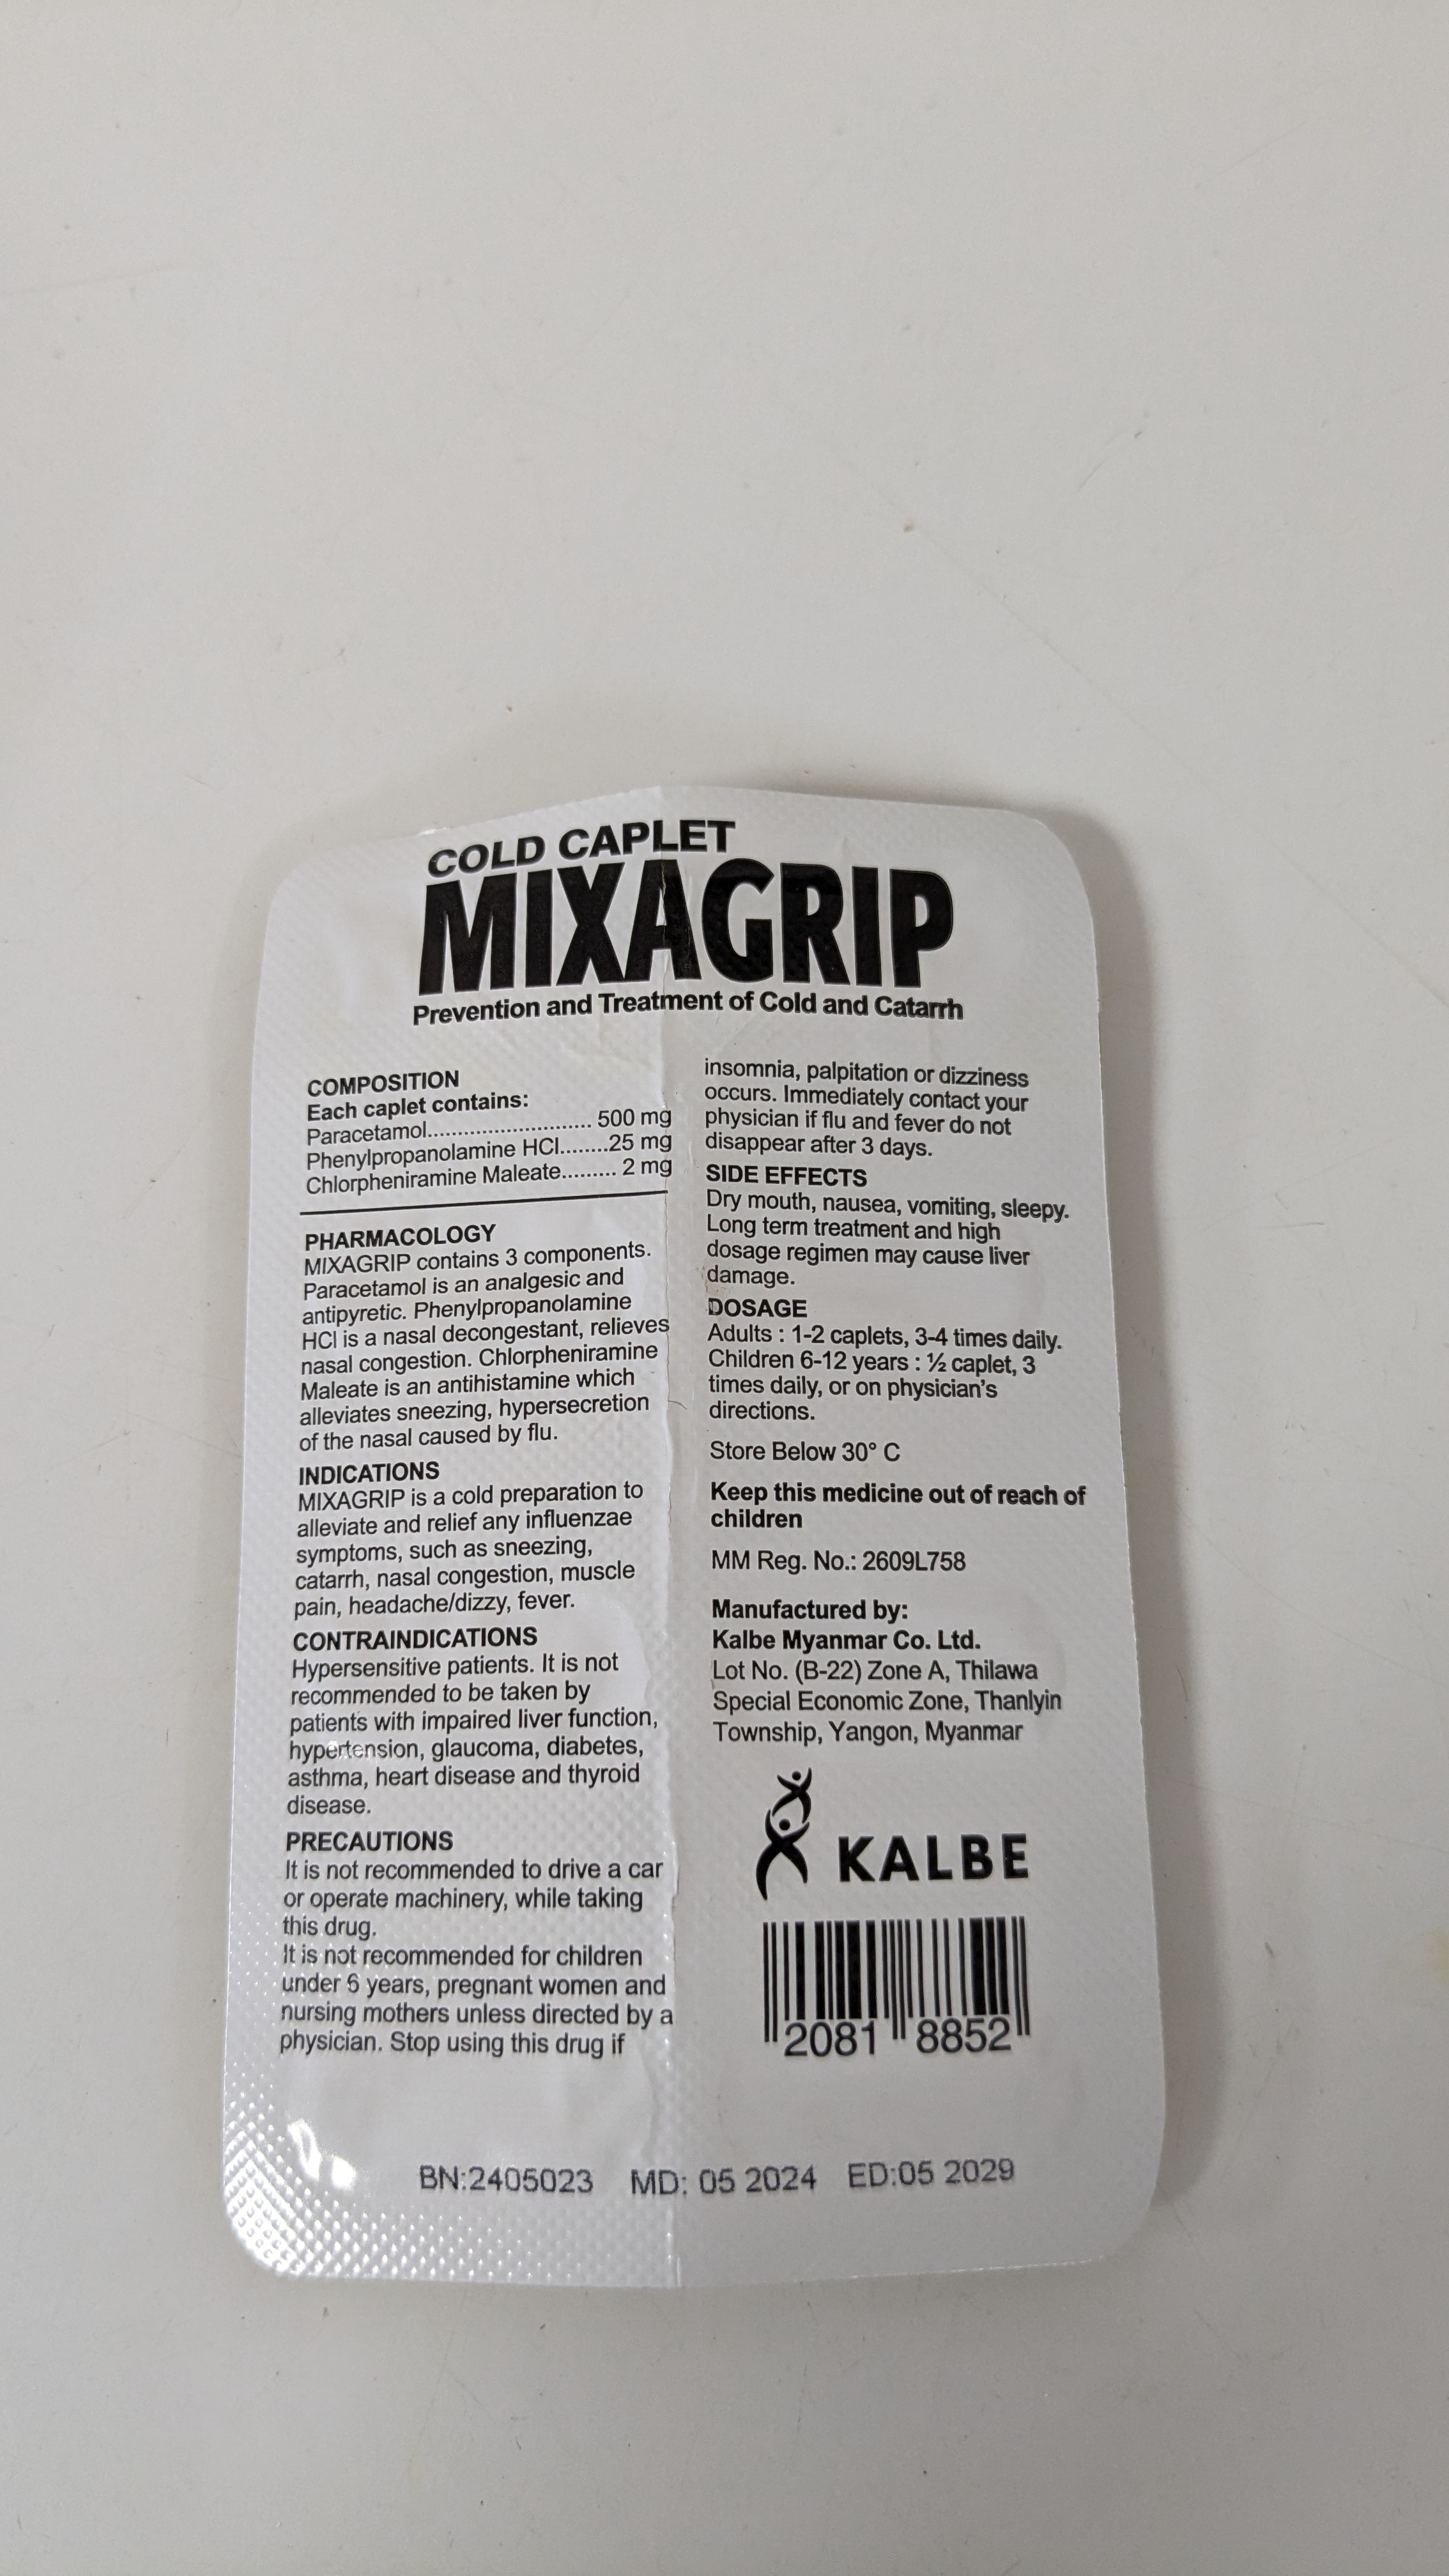 COLD CAPLET
MIXAGRIP
Prevention and Treatment of Cold and Catarrh
COMPOSITION
Each caplet contains:
Paracetamol............................ 500 mg
Phenylpropanolamine HCl........25 mg
Chlorpheniramine Maleate......... 2 mg
PHARMACOLOGY
MIXAGRIP contains 3 components.
Paracetamol is an analgesic and
antipyretic. Phenylpropanolamine
HCl is a nasal decongestant, relieves
nasal congestion. Chlorpheniramine
Maleate is an antihistamine which
alleviates sneezing, hypersecretion
of the nasal caused by flu.
INDICATIONS
MIXAGRIP is a cold preparation to
alleviate and relief any influenzae
symptoms, such as sneezing,
catarrh, nasal congestion, muscle
pain, headache/dizzy, fever.
CONTRAINDICATIONS
Hypersensitive patients. It is not
recommended to be taken by
patients with impaired liver function,
hypertension, glaucoma, diabetes,
asthma, heart disease and thyroid
disease.
PRECAUTIONS
It is not recommended to drive a car
or operate machinery, while taking
this drug.
It is not recommended for children
under 6 years, pregnant women and
nursing mothers unless directed by a
physician. Stop using this drug if
insomnia, palpitation or dizziness
occurs. Immediately contact your
physician if flu and fever do not
disappear after 3 days.
SIDE EFFECTS
Dry mouth, nausea, vomiting, sleepy.
Long term treatment and high
dosage regimen may cause liver
damage.
DOSAGE
Adults : 1-2 caplets, 3-4 times daily.
Children 6-12 years : ½ caplet, 3
times daily, or on physician's
directions.
Store Below 30° C
Keep this medicine out of reach of
children
MM Reg. No.: 2609L758
Manufactured by:
Kalbe Myanmar Co. Ltd.
Lot No. (B-22) Zone A, Thilawa
Special Economic Zone, Thanlyin
Township, Yangon, Myanmar
KALBE
2081 8852
BN:2405023 MD: 05 2024 ED:05 2029